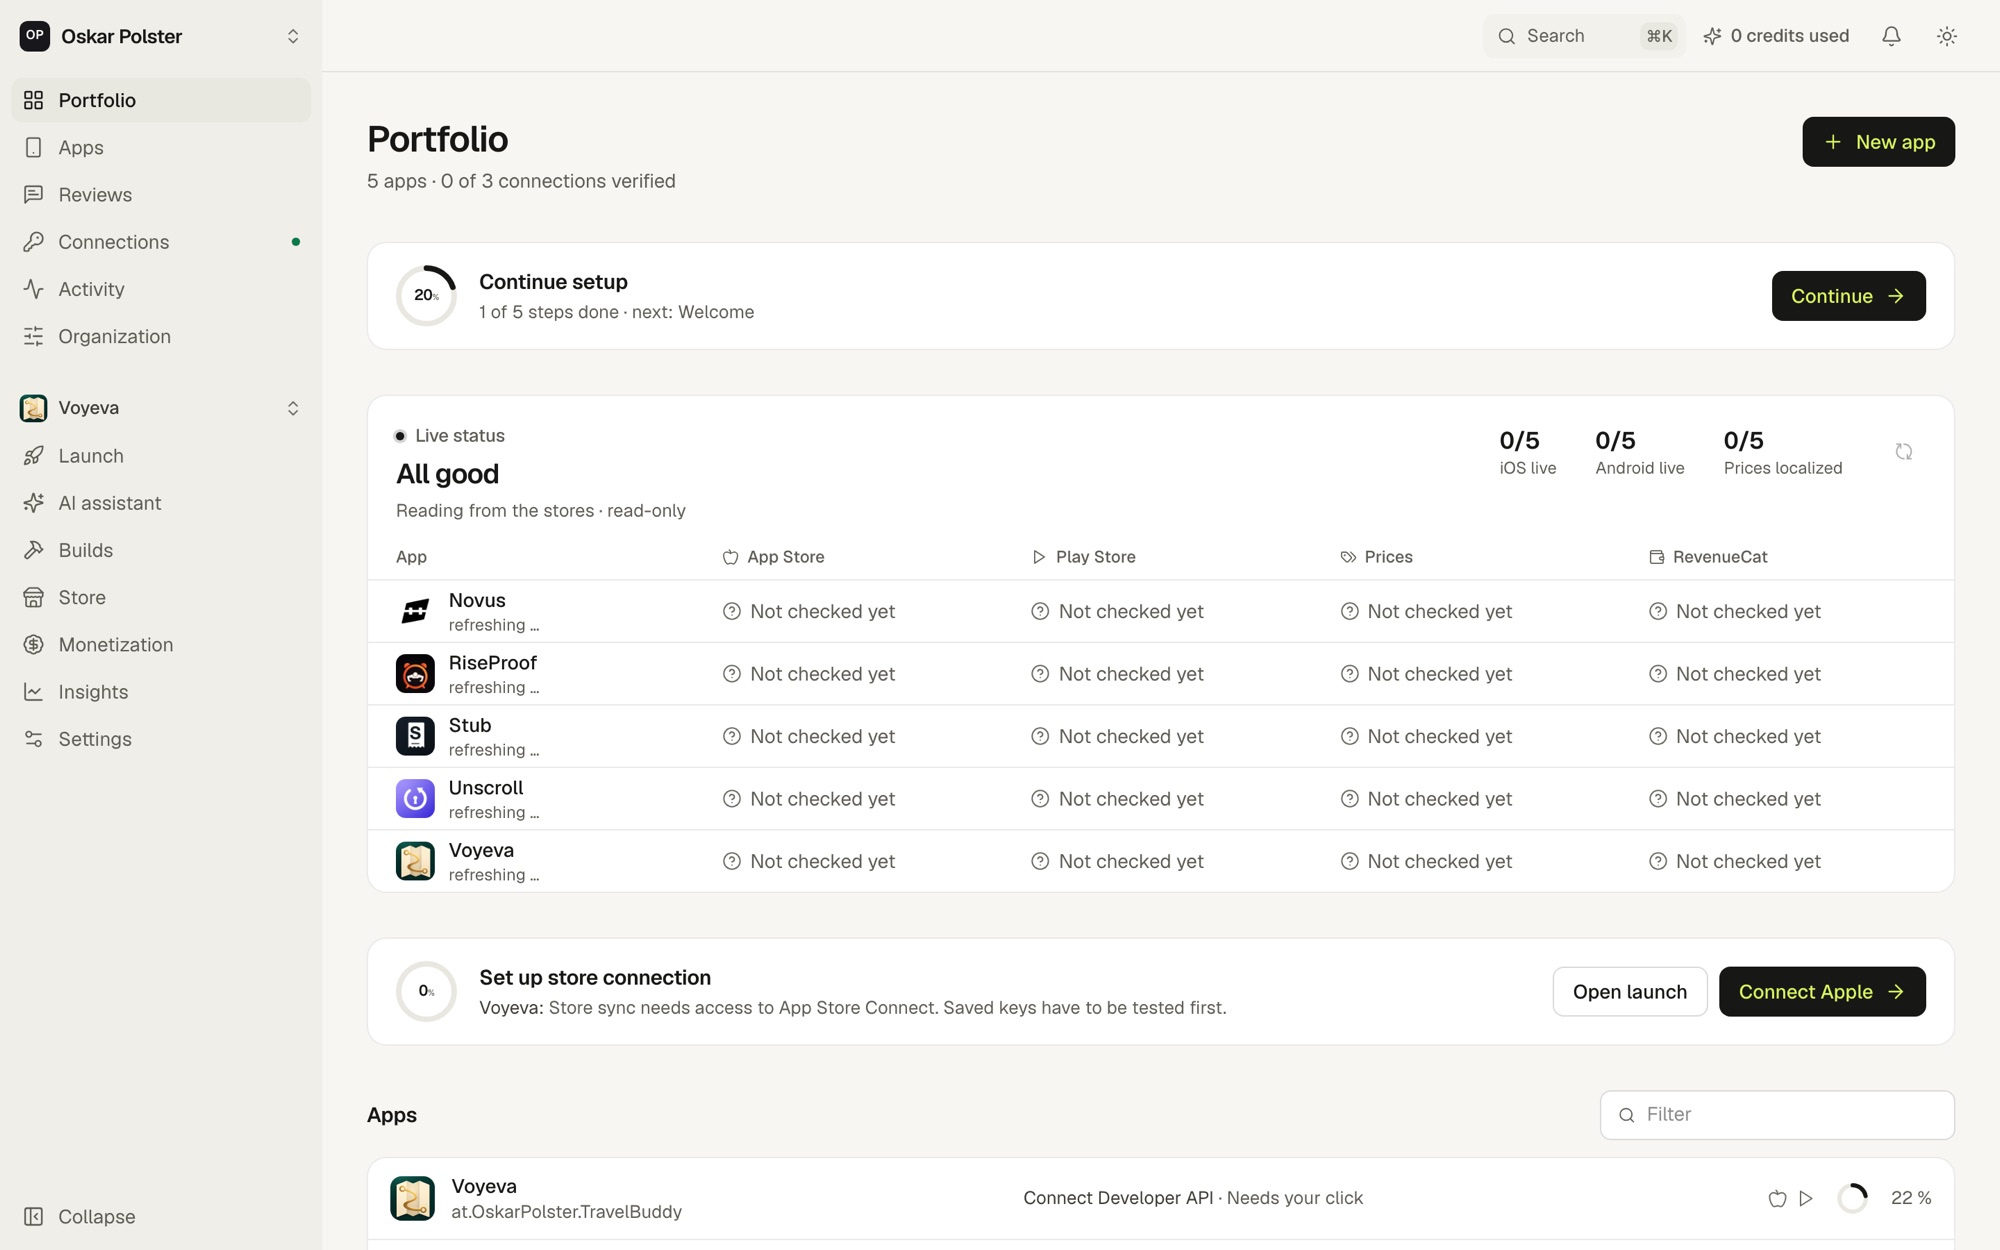 OP Oskar Polster
Search ⌘K 0 credits used
Portfolio
Apps
Reviews
Connections
Activity
Organization
Voyeva
Launch
AI assistant
Builds
Store
Monetization
Insights
Settings
Collapse
Portfolio
5 apps · 0 of 3 connections verified
+ New app
20%
Continue setup
1 of 5 steps done · next: Welcome
Continue →
Live status
All good
Reading from the stores · read-only
0/5 0/5 0/5
iOS live Android live Prices localized
App App Store Play Store Prices RevenueCat
Novus
refreshing ...
Not checked yet Not checked yet Not checked yet Not checked yet
RiseProof
refreshing ...
Not checked yet Not checked yet Not checked yet Not checked yet
S
Stub
refreshing ...
Not checked yet Not checked yet Not checked yet Not checked yet
Unscroll
refreshing ...
Not checked yet Not checked yet Not checked yet Not checked yet
Voyeva
refreshing ...
Not checked yet Not checked yet Not checked yet Not checked yet
0%
Set up store connection
Voyeva: Store sync needs access to App Store Connect. Saved keys have to be tested first.
Open launch Connect Apple →
Apps
Filter
Voyeva
at.OskarPolster.TravelBuddy
Connect Developer API · Needs your click
22 %